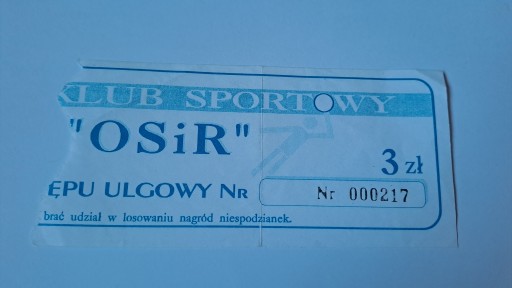 KLUB SPORTOWY
"OSiR"
3 zł
ĘPU ULGOWY Nr
Nr 000217
brać udział w losowaniu nagród niespodzianek.